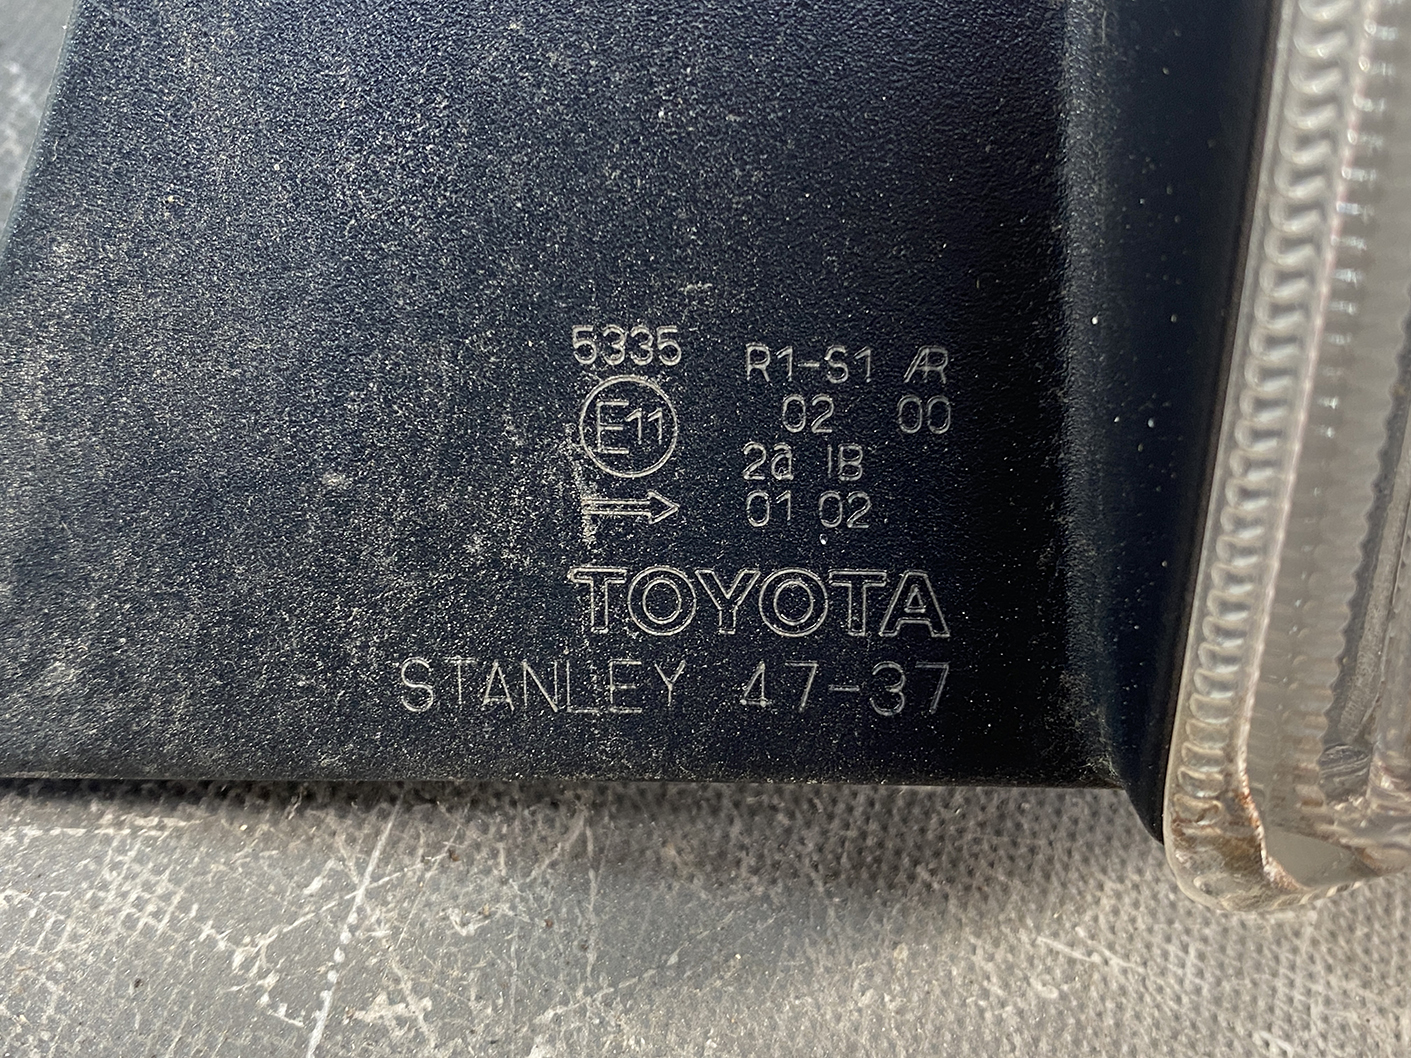 5335
R1-S1 AR
E11
02 00
2a IB
01 02
TOYOTA
STANLEY 47-37